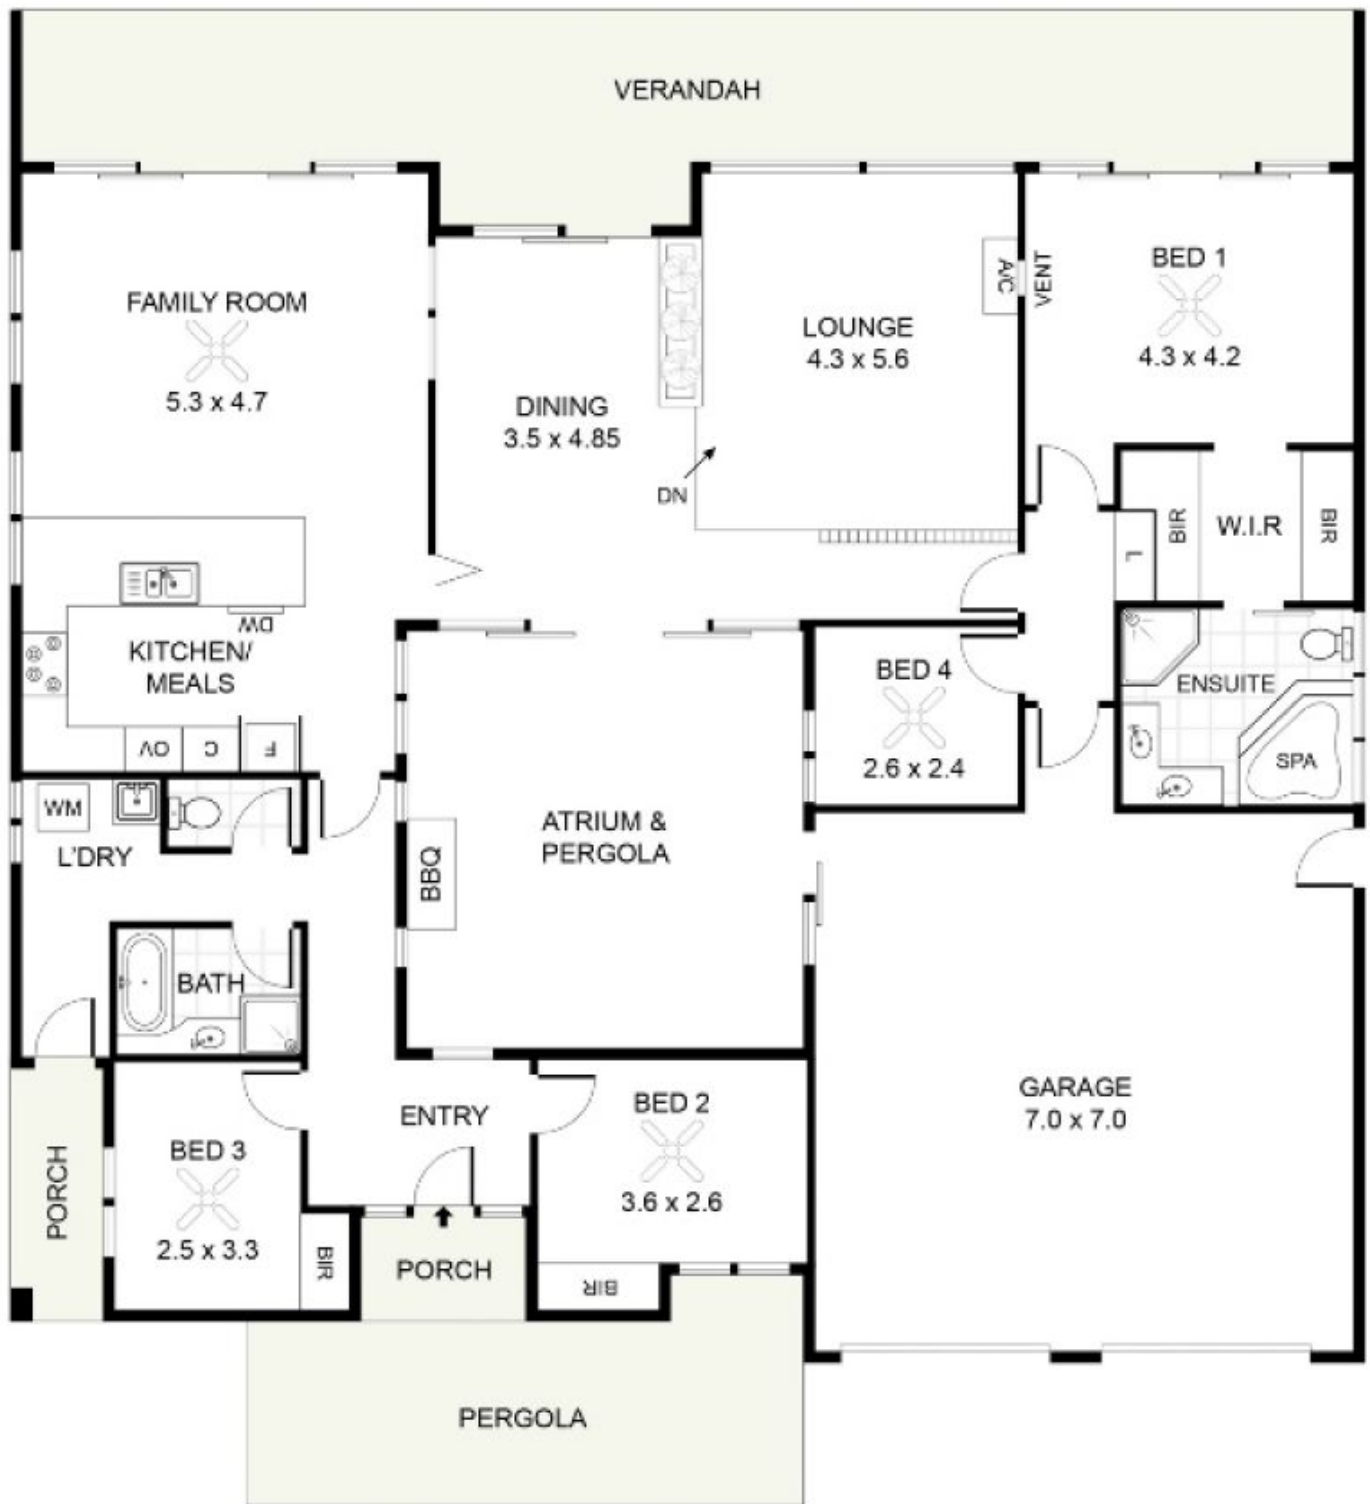 VERANDAH
FAMILY ROOM
5.3 x 4.7
DINING
3.5 x 4.85
LOUNGE
4.3 x 5.6
A/C
VENT
BED 1
4.3 x 4.2
DN
BIR
W.I.R
BIR
L
DW
KITCHEN/
MEALS
OV
C
F
BED 4
2.6 x 2.4
ENSUITE
SPA
WM
L'DRY
ATRIUM &
PERGOLA
BBQ
BATH
GARAGE
7.0 x 7.0
ENTRY
BED 2
3.6 x 2.6
BIR
BED 3
2.5 x 3.3
BIR
PORCH
PORCH
PERGOLA